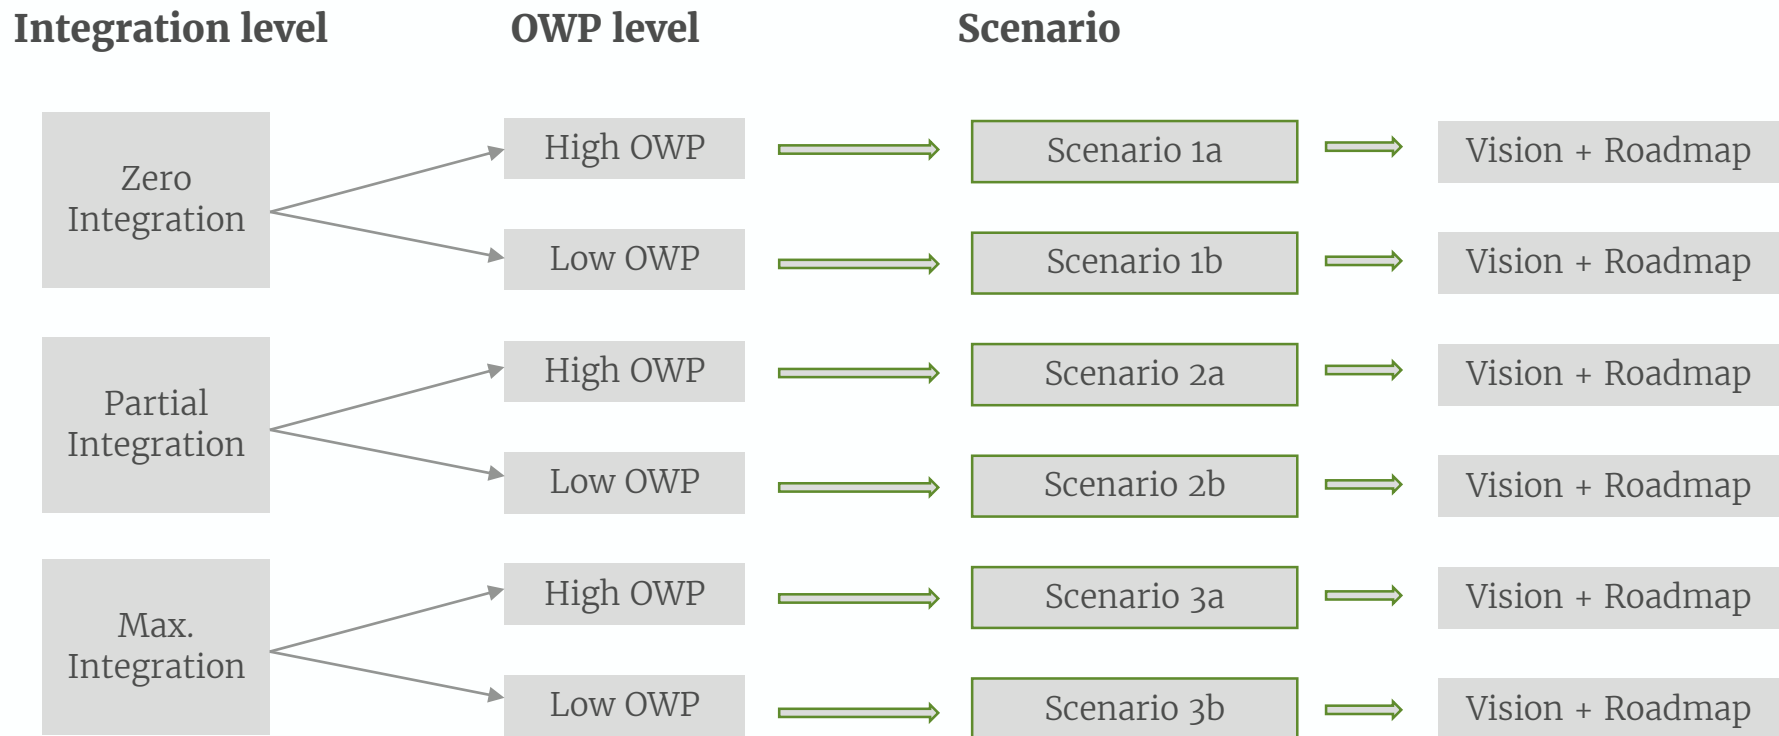 Integration level
OWP level
Scenario
Zero
Integration
High OWP
Scenario 1a
Vision + Roadmap
Low OWP
Scenario 1b
Vision + Roadmap
Partial
Integration
High OWP
Scenario 2a
Vision + Roadmap
Low OWP
Scenario 2b
Vision + Roadmap
Max.
Integration
High OWP
Scenario 3a
Vision + Roadmap
Low OWP
Scenario 3b
Vision + Roadmap